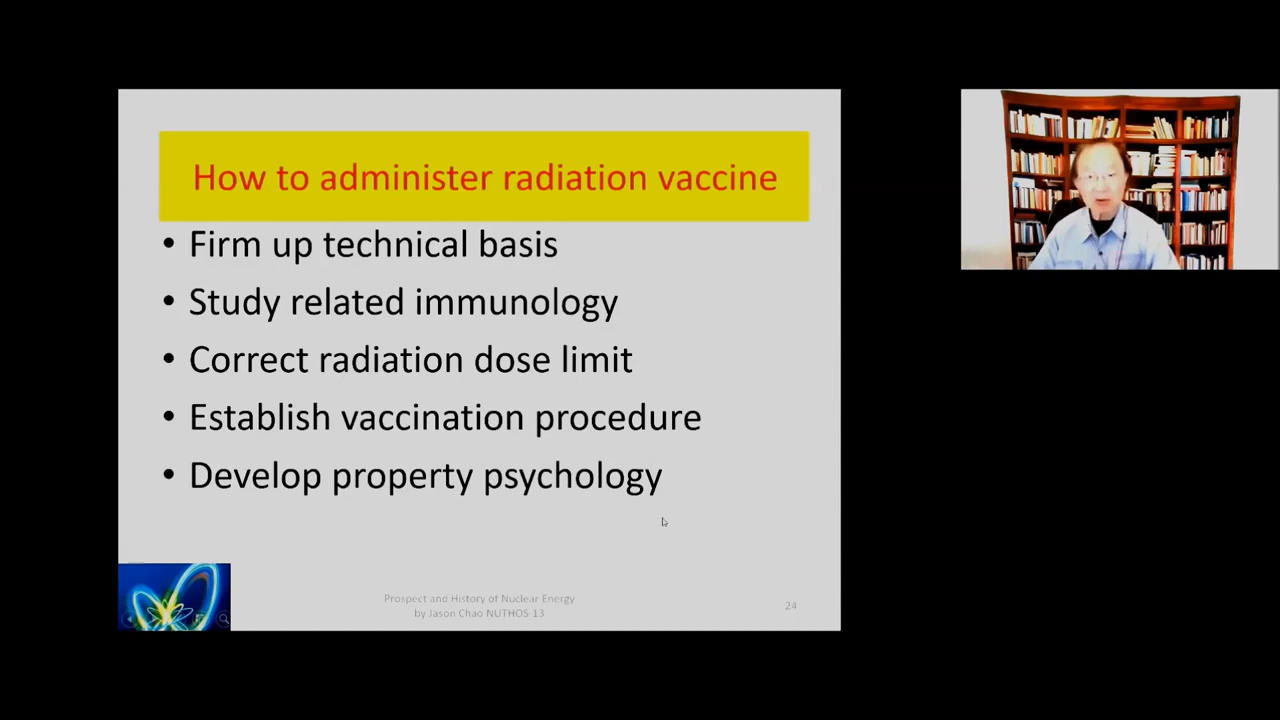 How to administer radiation vaccine
• Firm up technical basis
• Study related immunology
• Correct radiation dose limit
• Establish vaccination procedure
• Develop property psychology
Prospect and History of Nuclear Energy
by Jason Chao NUTHOS-13
24